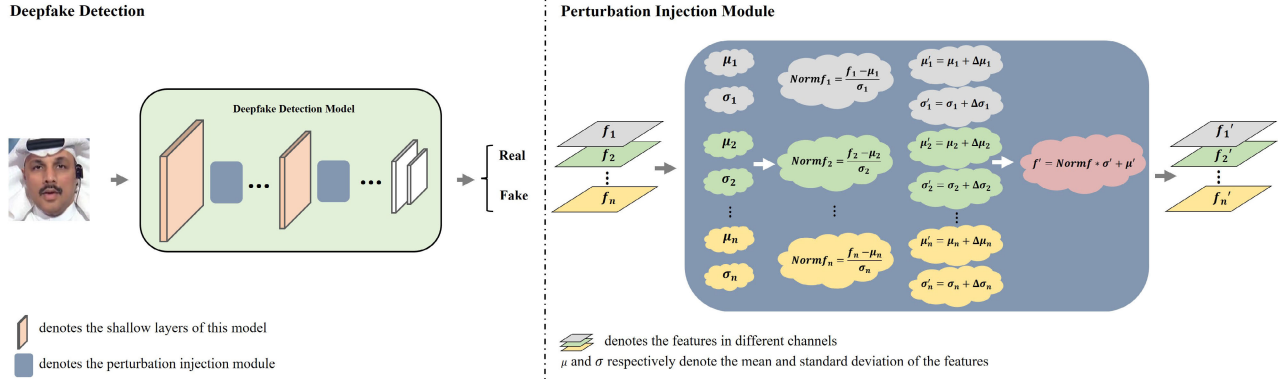 Deepfake Detection
Deepfake Detection Model
Real
Fake
denotes the shallow layers of this model
denotes the perturbation injection module
Perturbation Injection Module
f₁
f₂
fₙ
μ₁
σ₁
μ₂
σ₂
μₙ
σₙ
Normf₁ = (f₁ − μ₁)/σ₁
Normf₂ = (f₂ − μ₂)/σ₂
Normfₙ = (fₙ − μₙ)/σₙ
μ′₁ = μ₁ + Δμ₁
σ′₁ = σ₁ + Δσ₁
μ′₂ = μ₂ + Δμ₂
σ′₂ = σ₂ + Δσ₂
μ′ₙ = μₙ + Δμₙ
σ′ₙ = σₙ + Δσₙ
f′ = Normf * σ′ + μ′
f₁′
f₂′
fₙ′
denotes the features in different channels
μ and σ respectively denote the mean and standard deviation of the features